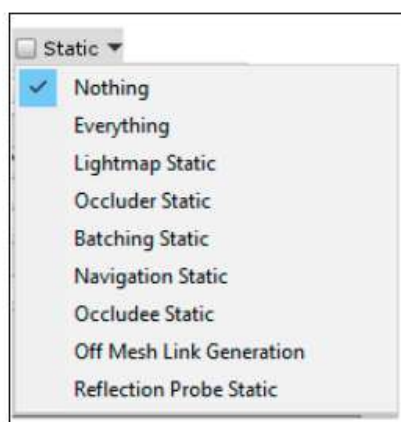 Static
Nothing
Everything
Lightmap Static
Occluder Static
Batching Static
Navigation Static
Occludee Static
Off Mesh Link Generation
Reflection Probe Static